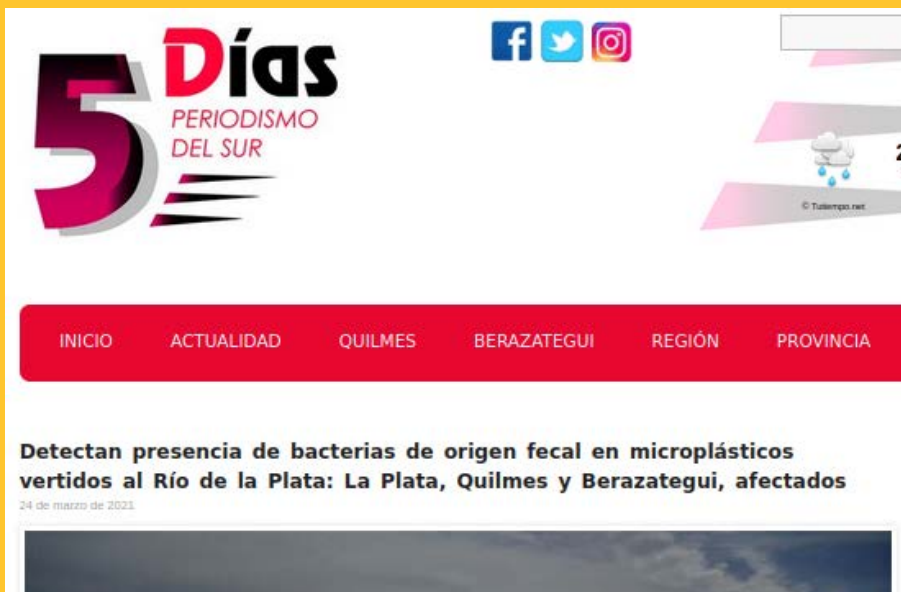 5 Días
PERIODISMO
DEL SUR
2
© Tutiempo.net
INICIO ACTUALIDAD QUILMES BERAZATEGUI REGIÓN PROVINCIA
Detectan presencia de bacterias de origen fecal en microplásticos
vertidos al Río de la Plata: La Plata, Quilmes y Berazategui, afectados
24 de marzo de 2021